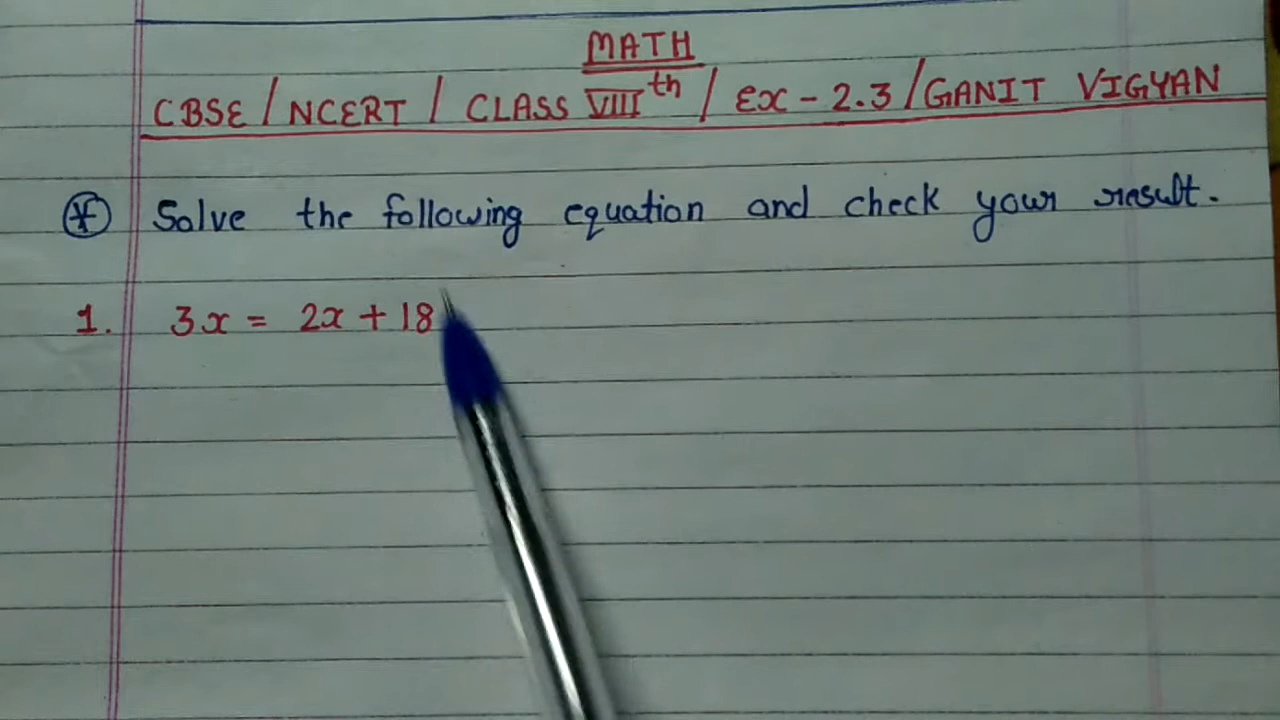 MATH
CBSE / NCERT / CLASS VIIIth / EX - 2.3 / GANIT VIGYAN
Solve the following equation and check your result.
1. 3x = 2x + 18